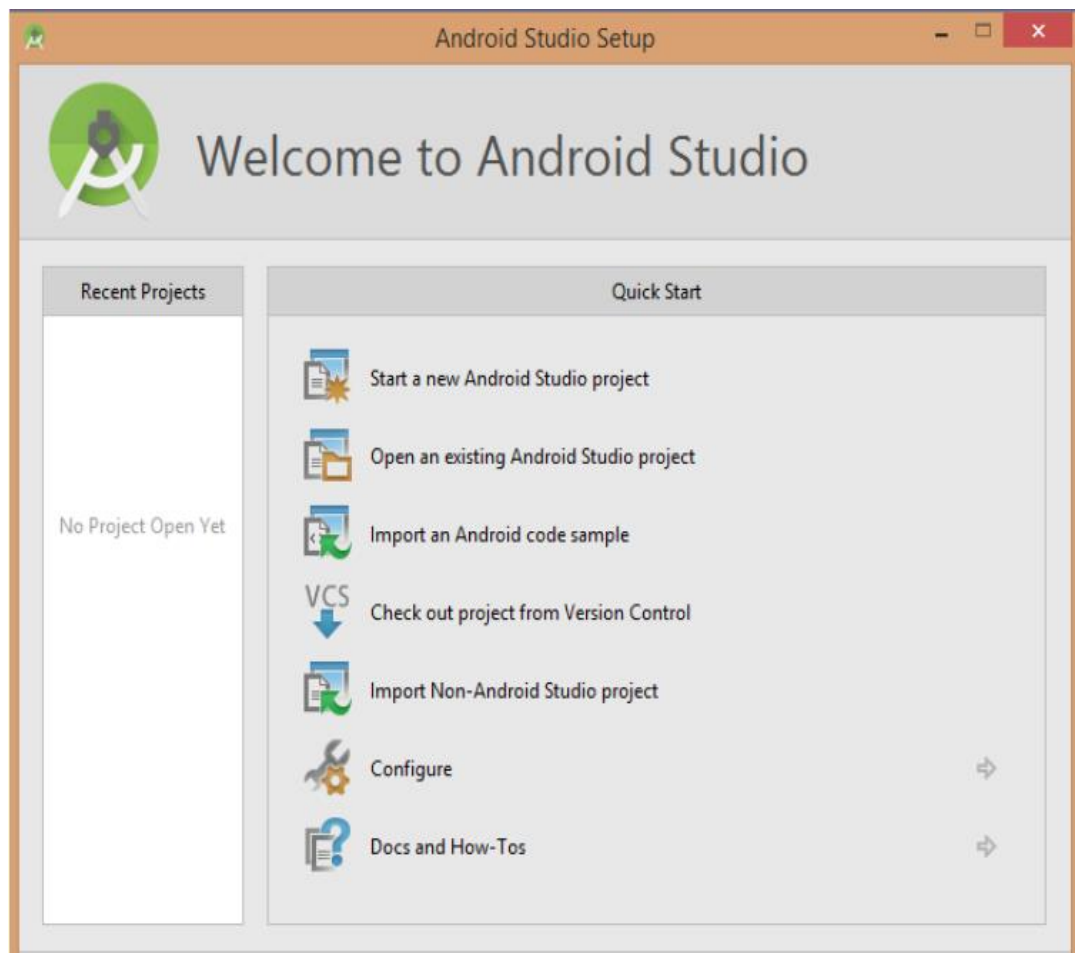 Android Studio Setup
Welcome to Android Studio
Recent Projects
No Project Open Yet
Quick Start
Start a new Android Studio project
Open an existing Android Studio project
Import an Android code sample
VCS
Check out project from Version Control
Import Non-Android Studio project
Configure
Docs and How-Tos